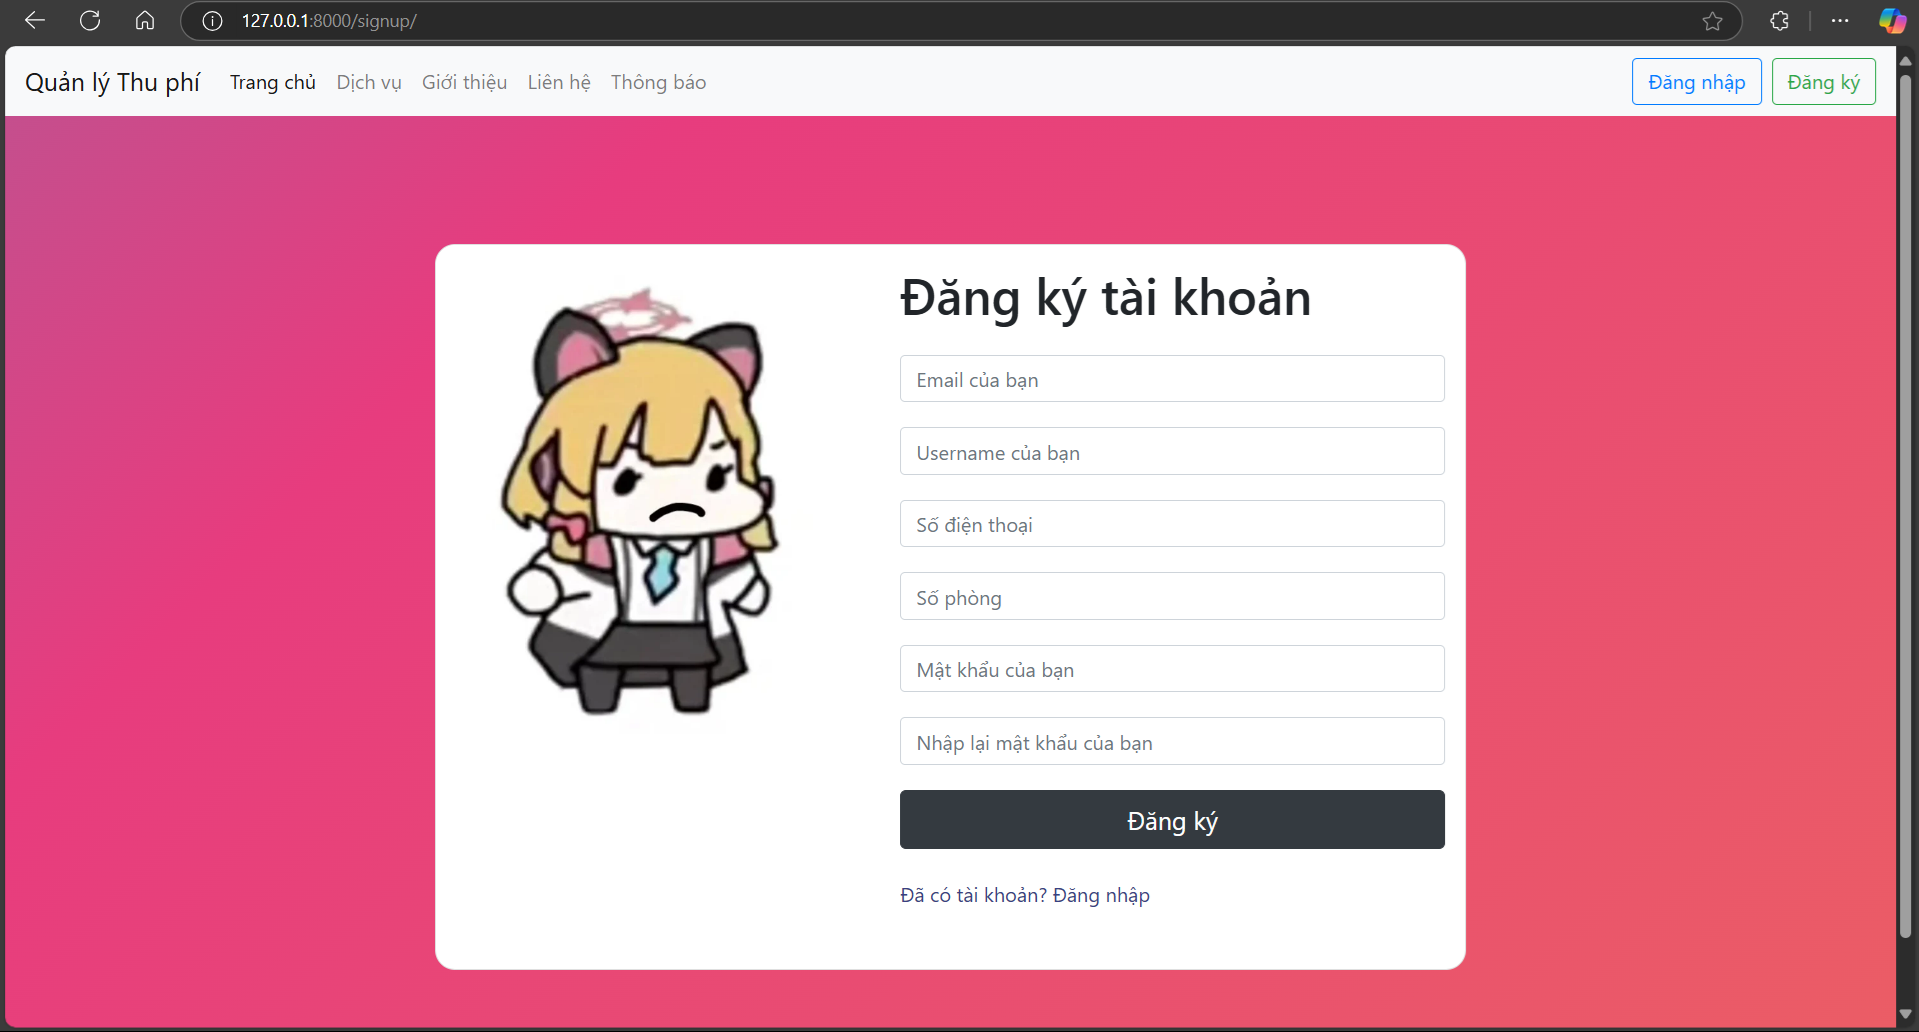 127.0.0.1:8000/signup/
Quản lý Thu phí Trang chủ Dịch vụ Giới thiệu Liên hệ Thông báo Đăng nhập Đăng ký
Đăng ký tài khoản
Email của bạn
Username của bạn
Số điện thoại
Số phòng
Mật khẩu của bạn
Nhập lại mật khẩu của bạn
Đăng ký
Đã có tài khoản? Đăng nhập